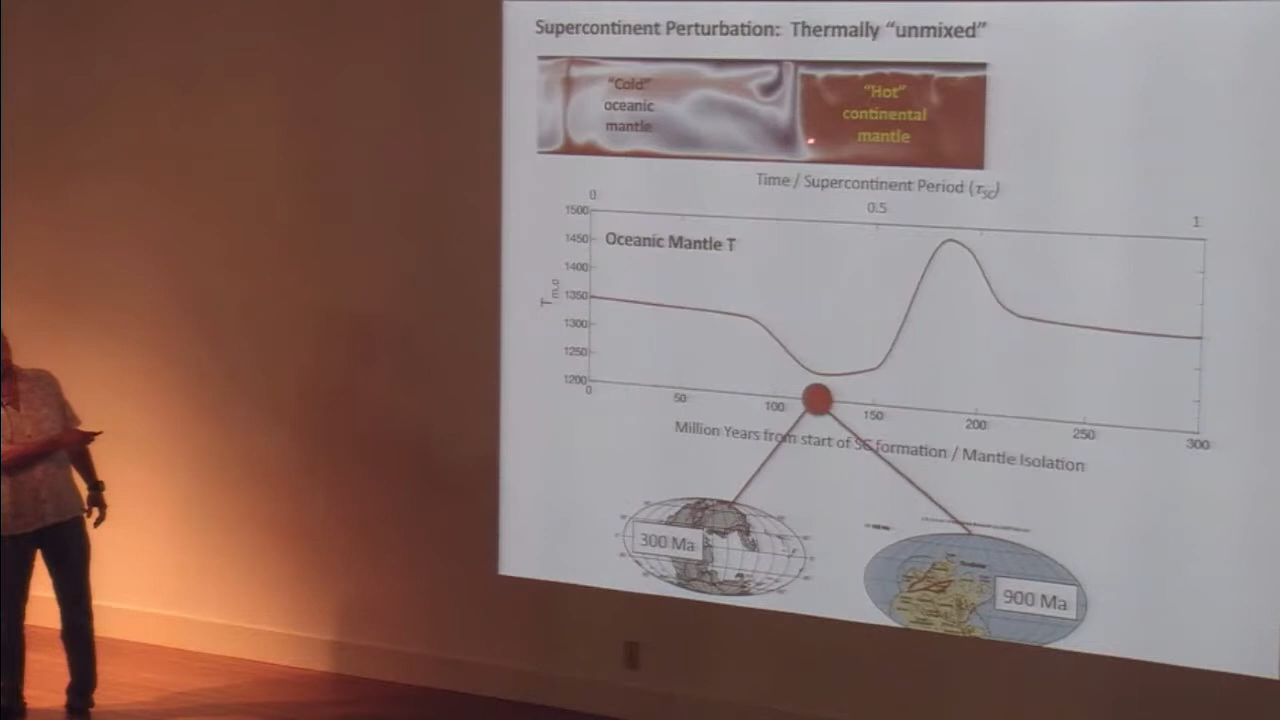 Supercontinent Perturbation: Thermally “unmixed”
“Cold”
oceanic
mantle
“Hot”
continental
mantle
Time / Supercontinent Period (τSC)
0 0.5 1
Oceanic Mantle T
Tm,o
1500
1450
1400
1350
1300
1250
1200
0 50 100 150 200 250 300
Million Years from start of SC formation / Mantle Isolation
300 Ma
900 Ma